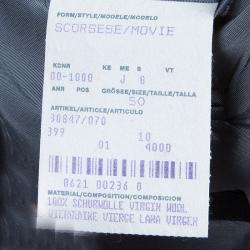 FORM/STYLE/MODELE/MODELO
SCORSESE/MOVIE
KDNR KE ME S VT
00-1000 J 6
ANR POS GRÖSSE/SIZE/TAILLE/TALLA
50
ARTIKEL/ARTICLE/ARTICULO
30847/070
399 10
01 4000
MATERIAL/COMPOSITION/COMPOSICION
0621 00236 0
100% SCHURWOLLE VIRGIN WOOL
VIERGE LANA VIRGEN